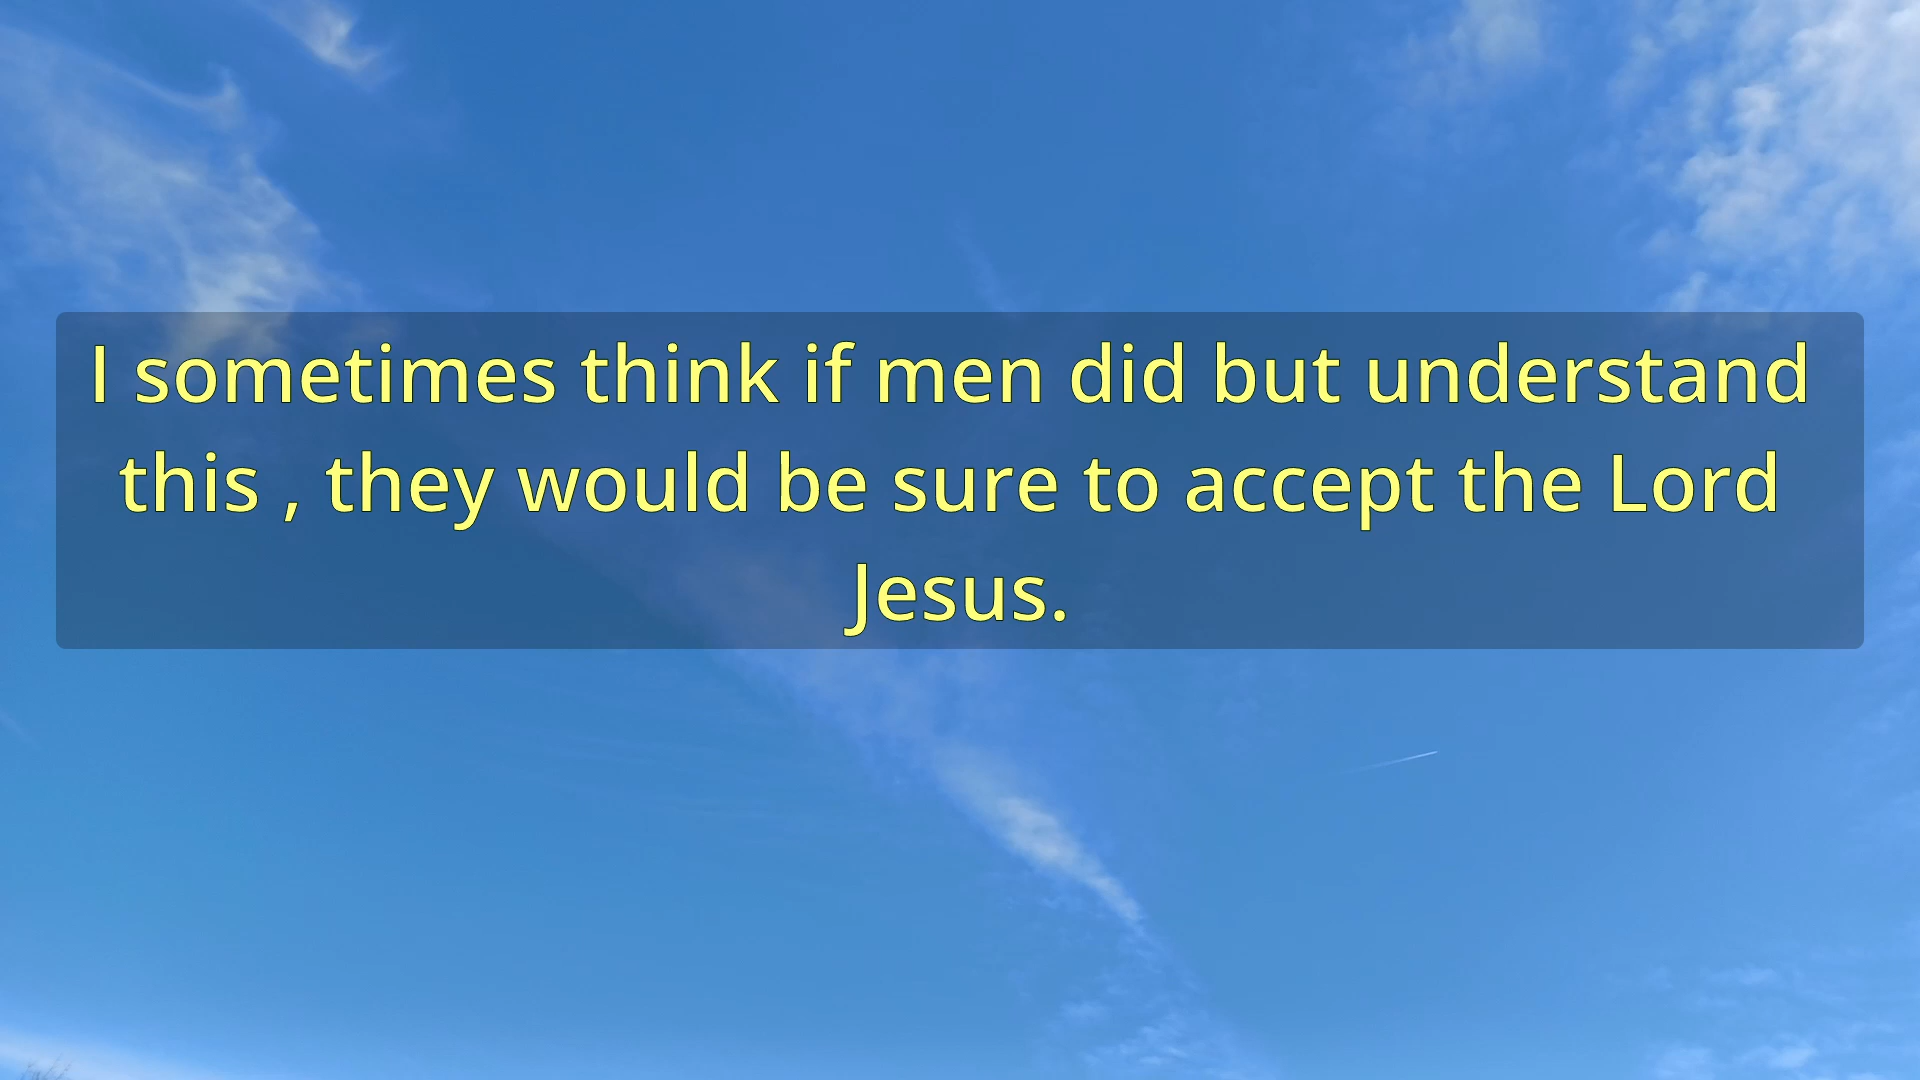 I sometimes think if men did but understand
this , they would be sure to accept the Lord
Jesus.